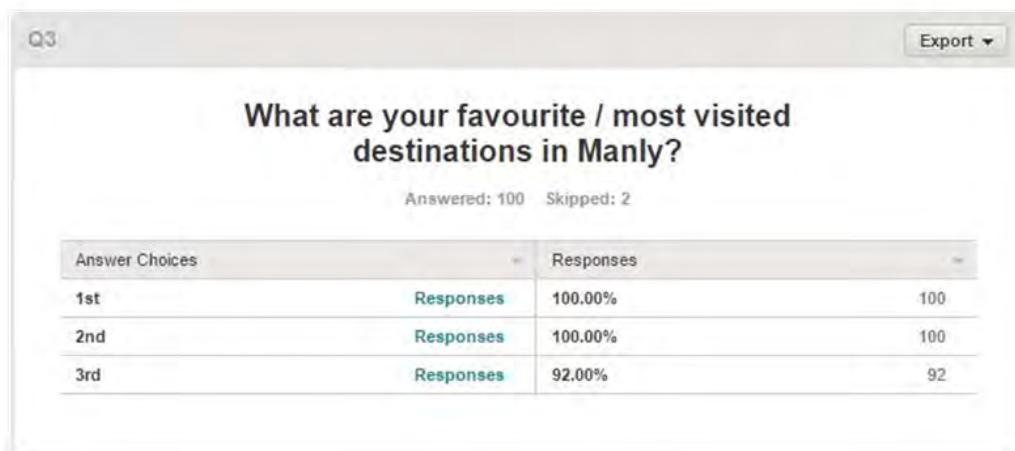 Q3 Export
What are your favourite / most visited
destinations in Manly?
Answered: 100 Skipped: 2
Answer Choices Responses
1st Responses 100.00% 100
2nd Responses 100.00% 100
3rd Responses 92.00% 92